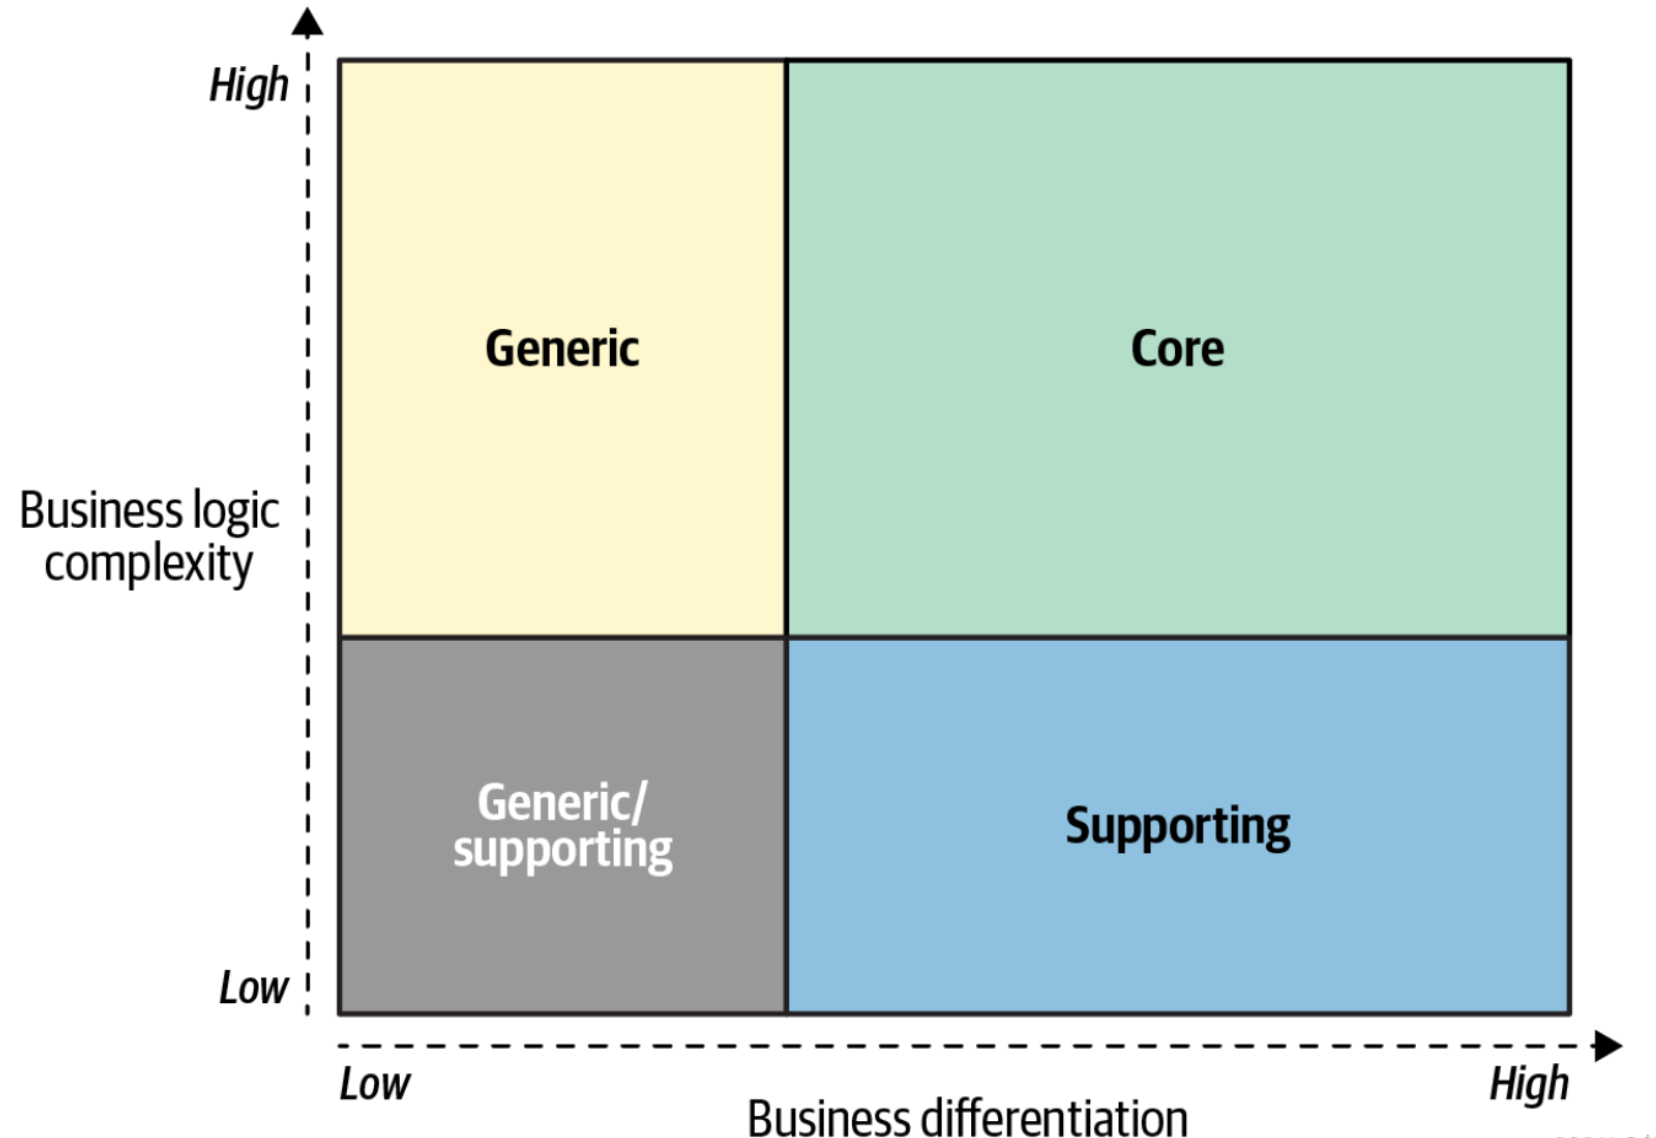 High
Generic
Core
Business logic
complexity
Generic/
supporting
Supporting
Low
Low
High
Business differentiation